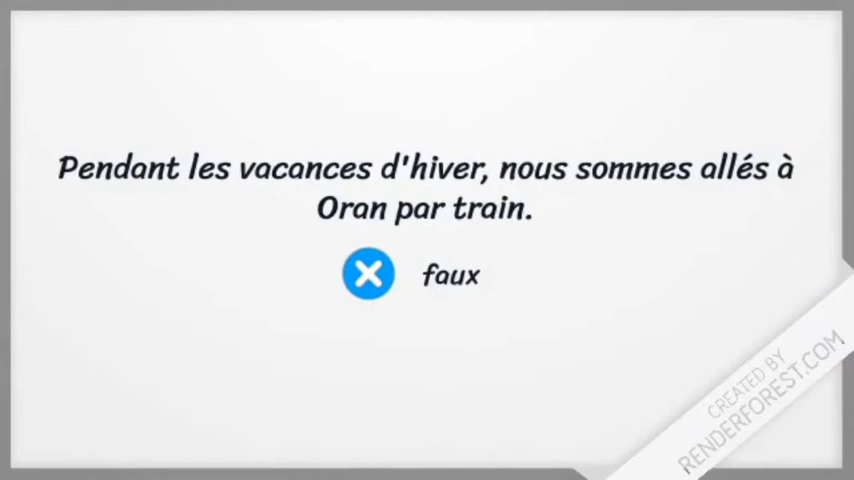 Pendant les vacances d'hiver, nous sommes allés à
Oran par train.
faux
CREATED BY
RENDERFOREST.COM